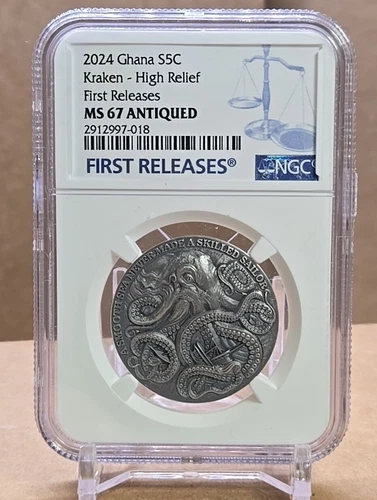 2024 Ghana S5C
Kraken - High Relief
First Releases
MS 67 ANTIQUED
2912997-018
FIRST RELEASES®
NGC
SMOOTH SEA NEVER MADE A SKILLED SAILOR